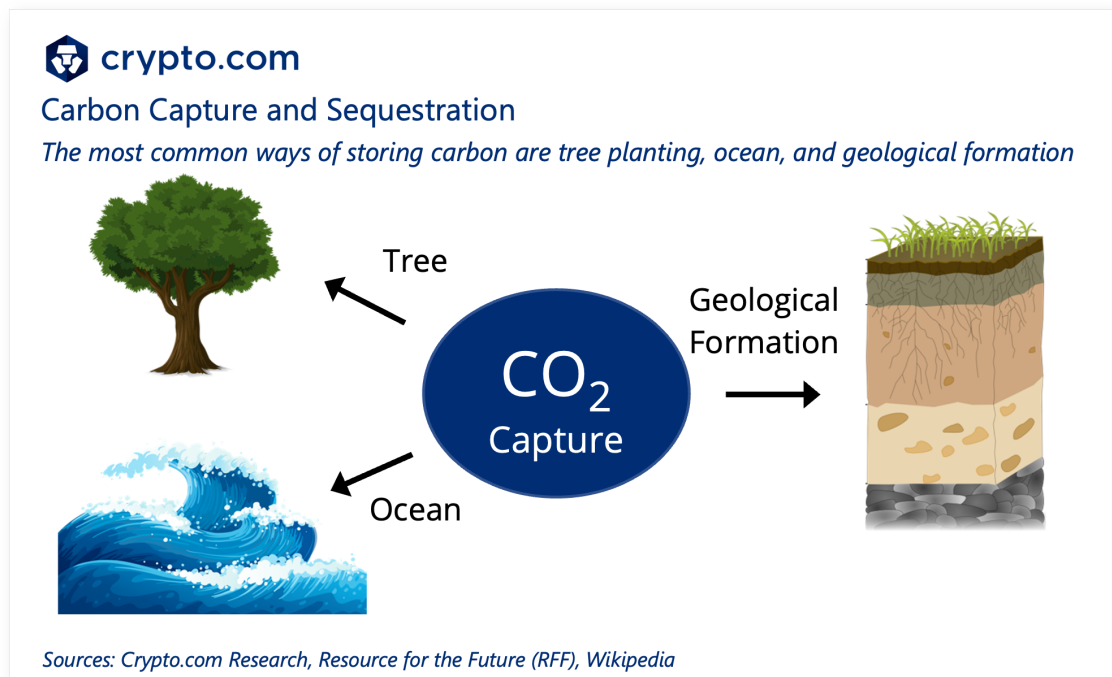 crypto.com
Carbon Capture and Sequestration
The most common ways of storing carbon are tree planting, ocean, and geological formation
Tree
Geological
Formation
CO₂
Capture
Ocean
Sources: Crypto.com Research, Resource for the Future (RFF), Wikipedia